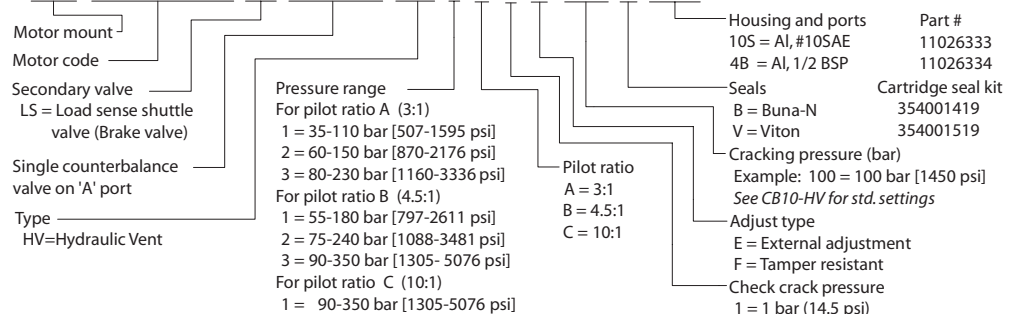 Motor mount
Motor code
Secondary valve
LS = Load sense shuttle
valve (Brake valve)
Single counterbalance
valve on 'A' port
Type
HV=Hydraulic Vent
Pressure range
For pilot ratio A (3:1)
1 = 35-110 bar [507-1595 psi]
2 = 60-150 bar [870-2176 psi]
3 = 80-230 bar [1160-3336 psi]
For pilot ratio B (4.5:1)
1 = 55-180 bar [797-2611 psi]
2 = 75-240 bar [1088-3481 psi]
3 = 90-350 bar [1305- 5076 psi]
For pilot ratio C (10:1)
1 = 90-350 bar [1305-5076 psi]
Pilot ratio
A = 3:1
B = 4.5:1
C = 10:1
Housing and ports Part #
10S = Al, #10SAE 11026333
4B = Al, 1/2 BSP 11026334
Seals Cartridge seal kit
B = Buna-N 354001419
V = Viton 354001519
Cracking pressure (bar)
Example: 100 = 100 bar [1450 psi]
See CB10-HV for std. settings
Adjust type
E = External adjustment
F = Tamper resistant
Check crack pressure
1 = 1 bar (14.5 psi)